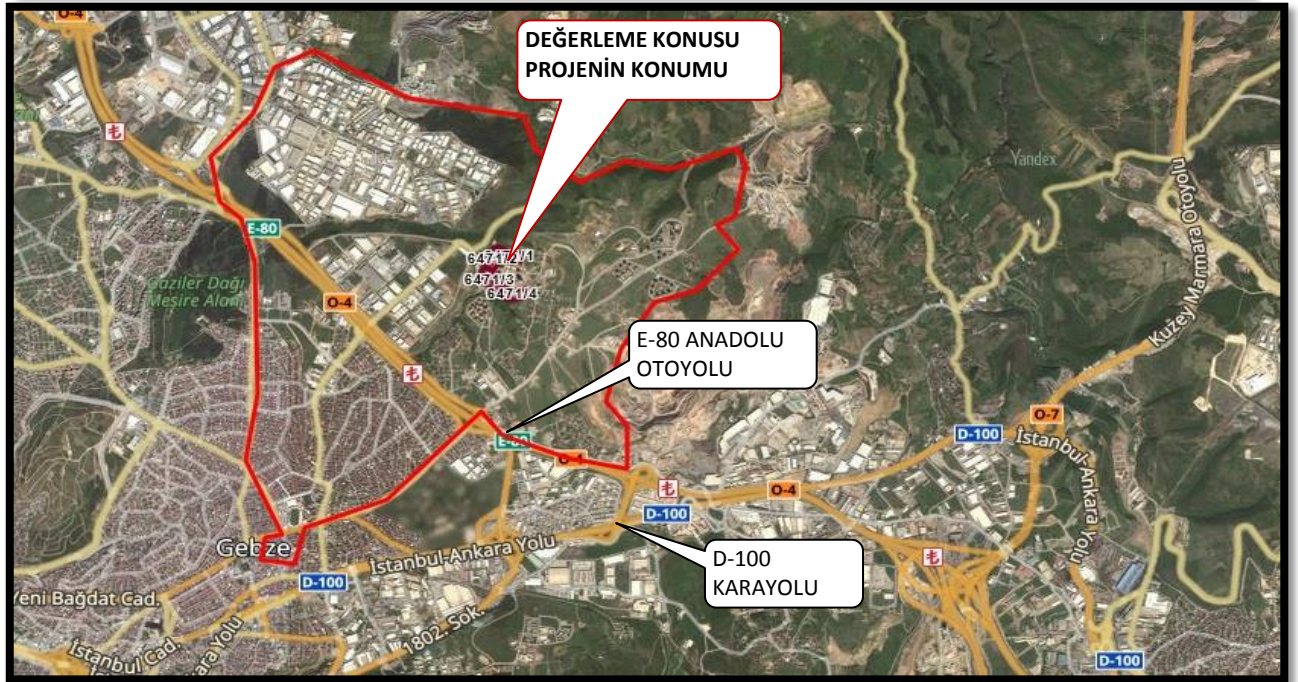 O-4
DEĞERLEME KONUSU
PROJENİN KONUMU
Yandex
E-80
6471/2
/1
6471/3
6471/4
Gaziler Dağı
Mesire Alanı
O-4
Kuzey Marmara Otoyolu
E-80 ANADOLU
OTOYOLU
O-7
D-100
İstanbul-Ankara Yolu
E-80
O-4
O-4
D-100
Gebze
İstanbul-Ankara Yolu
D-100
KARAYOLU
D-100
Yeni Bağdat Cad.
1802. Sok.
İstanbul Cad.
kara Yolu
D-100